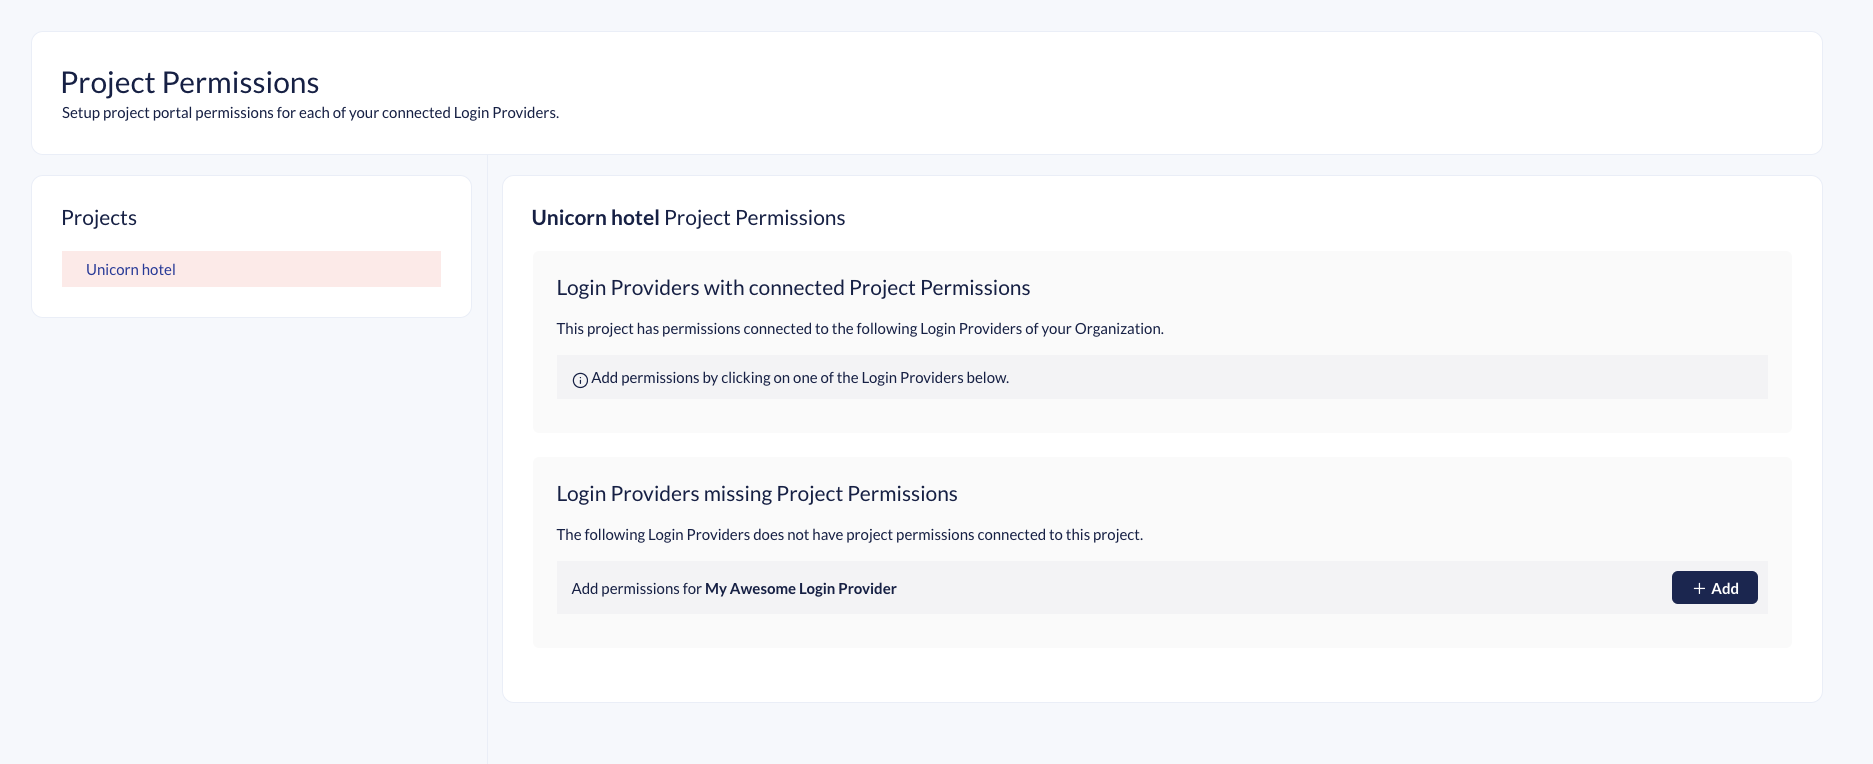 Project Permissions
Setup project portal permissions for each of your connected Login Providers.
Projects
Unicorn hotel
Unicorn hotel Project Permissions
Login Providers with connected Project Permissions
This project has permissions connected to the following Login Providers of your Organization.
Add permissions by clicking on one of the Login Providers below.
Login Providers missing Project Permissions
The following Login Providers does not have project permissions connected to this project.
Add permissions for My Awesome Login Provider
+ Add